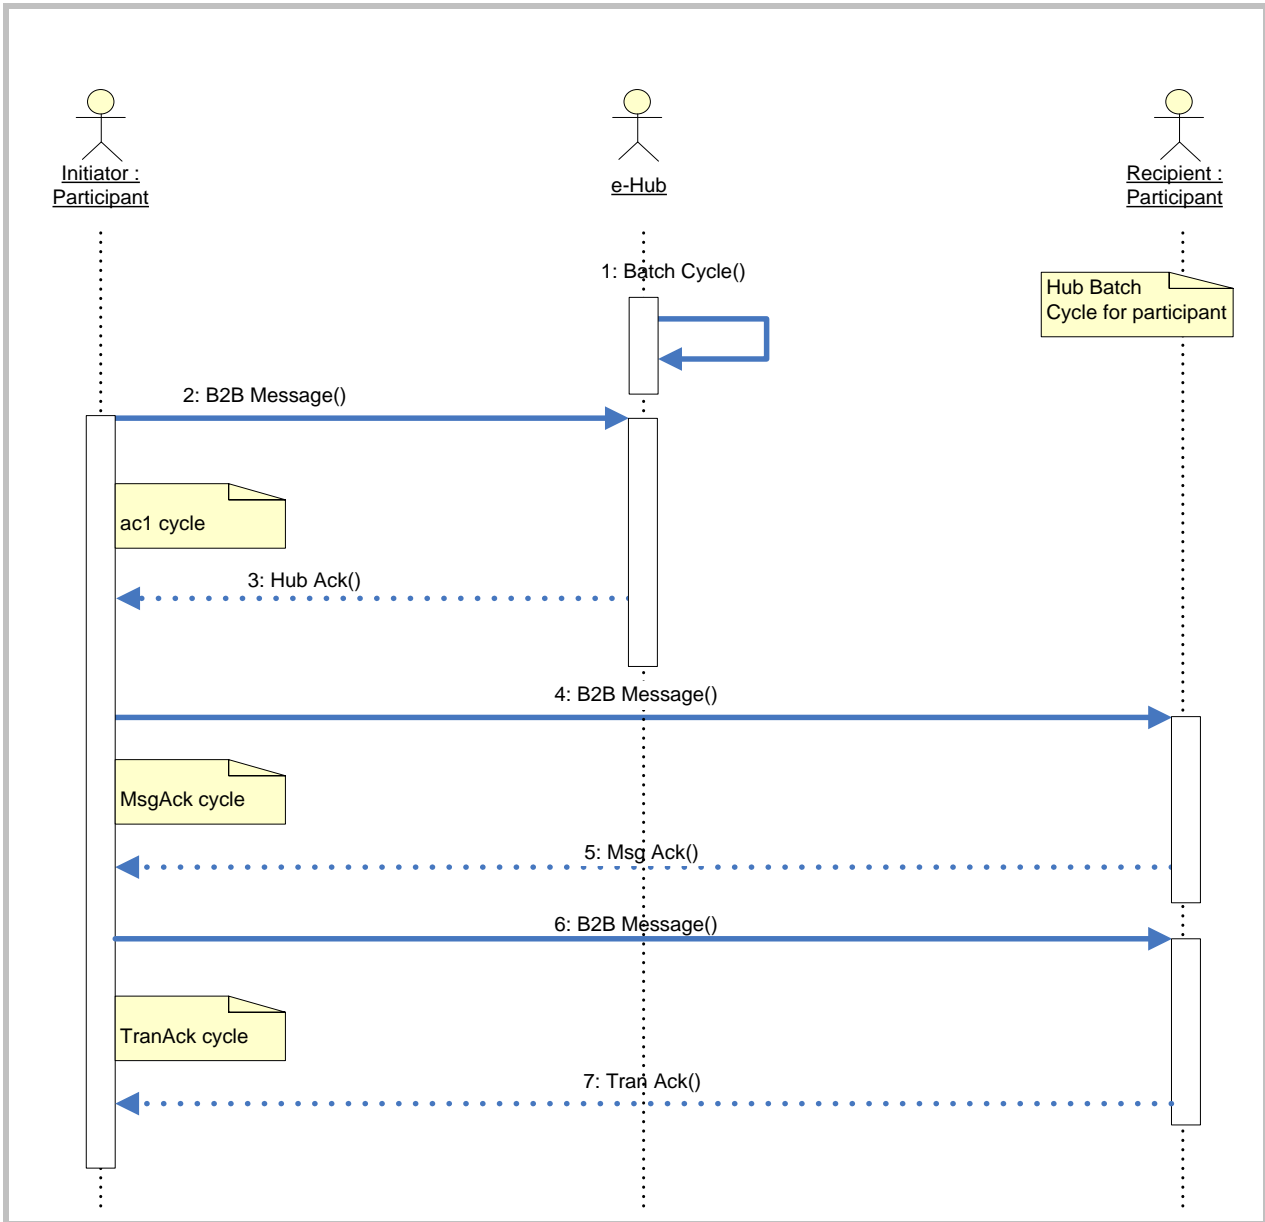 Initiator :
Participant
e-Hub
Recipient :
Participant
1: Batch Cycle()
Hub Batch
Cycle for participant
2: B2B Message()
ac1 cycle
3: Hub Ack()
4: B2B Message()
MsgAck cycle
5: Msg Ack()
6: B2B Message()
TranAck cycle
7: Tran Ack()